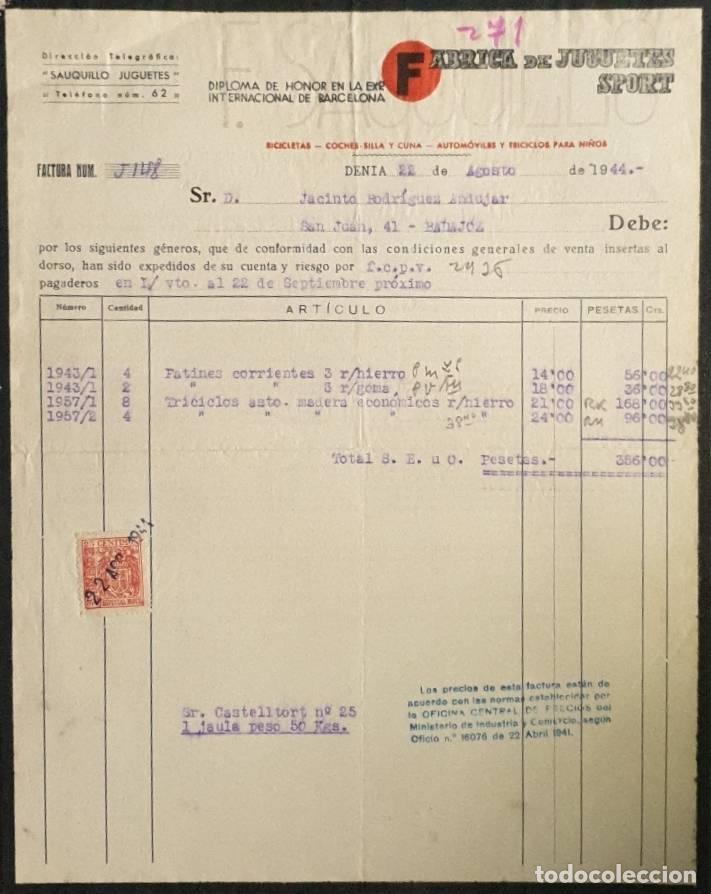 271
Dirección Telegráfica:
"SAUQUILLO JUGUETES"
Teléfono núm. 62
DIPLOMA DE HONOR EN LA EXP.
INTERNACIONAL DE BARCELONA
FABRICA DE JUGUETES
SPORT
BICICLETAS — COCHES-SILLA Y CUNA — AUTOMÓVILES Y TRICICLOS PARA NIÑOS
FACTURA NUM. J1488
DENIA 22 de Agosto de 1944.-
Sr. D. Jacinto Rodríguez Andujar
San Juan, 41 - BADAJOZ Debe:
por los siguientes géneros, que de conformidad con las condiciones generales de venta insertas al
dorso, han sido expedidos de su cuenta y riesgo por f.c.p.v.
pagaderos en I/ vto. al 22 de Septiembre próximo
Número Cantidad ARTÍCULO PRECIO PESETAS Cts.
1943/1 4 Patines corrientes 3 r/hierro 14'00 56'00
1943/1 2 " " 3 r/goma, 18'00 36'00
1957/1 8 Triciclos asto. madera económicos r/hierro 21'00 168'00
1957/2 4 " " " " " 24'00 96'00
Total S. E. u O. Pesetas.- 356'00
22 AGO 1944
Sr. Castelltort nº 25
1 jaula peso 50 Kgs.
Los precios de esta factura están de
acuerdo con las normas establecidas por
la OFICINA CENTRAL DE PRECIOS del
Ministerio de Industria y Comercio, según
Oficio n.º 16076 de 22 Abril 1941.
todocoleccion